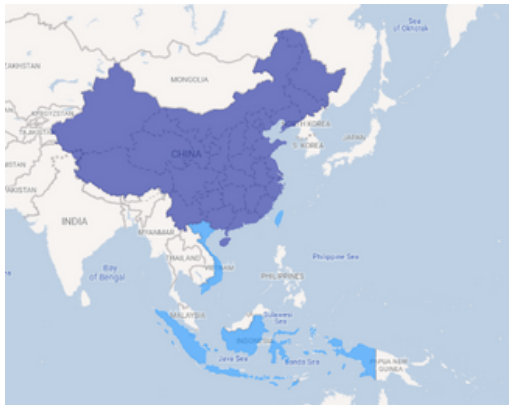 Sea
of Okhotsk
MONGOLIA
KYRGYZSTAN
NORTH KOREA
JAPAN
S. KOREA
CHINA
INDIA
MYANMAR
Bay
of Bengal
THAILAND
VIETNAM
Philippine Sea
PHILIPPINES
MALAYSIA
Sulawesi
Sea
INDONESIA
Java Sea
Banda Sea
PAPUA NEW
GUINEA